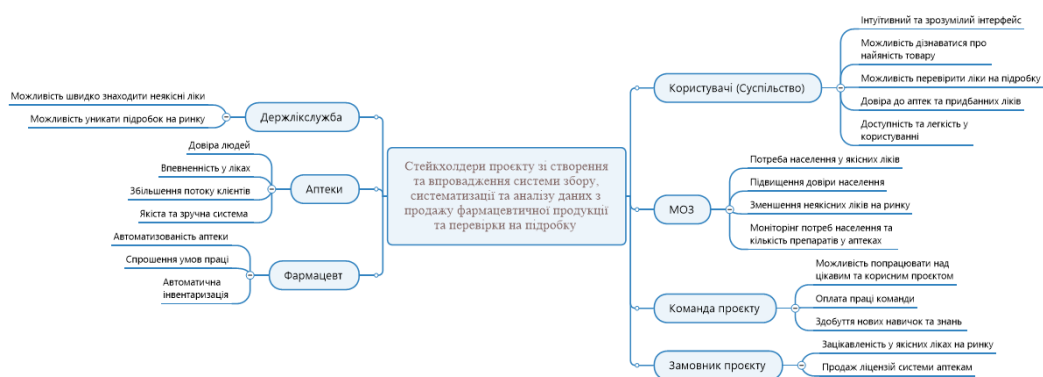 Стейкхолдери проєкту зі створення
та впровадження системи збору,
систематизації та аналізу даних з
продажу фармацевтичної продукції
та перевірки на підробку
Держлікслужба
Можливість швидко знаходити неякісні ліки
Можливість уникати підробок на ринку
Аптеки
Довіра людей
Впевненність у ліках
Збільшення потоку клієнтів
Якіста та зручна система
Фармацевт
Автоматизованість аптеки
Спрошення умов праці
Автоматична
інвентаризація
Користувачі (Суспільство)
Інтуїтивний та зрозумілий інтерфейс
Можливість дізнаватися про
найяність товару
Можливість перевірити ліки на підробку
Довіра до аптек та придбанних ліків
Доступність та легкість у
користуванні
МОЗ
Потреба населення у якісних ліків
Підвищення довіри населення
Зменшення неякісних ліків на ринку
Моніторінг потреб населення та
кількість препаратів у аптеках
Команда проєкту
Можливість попрацювати над
цікавим та корисним проєктом
Оплата праці команди
Здобуття нових навичок та знань
Замовник проєкту
Зацікавленість у якісних ліках на ринку
Продаж ліцензій системи аптекам